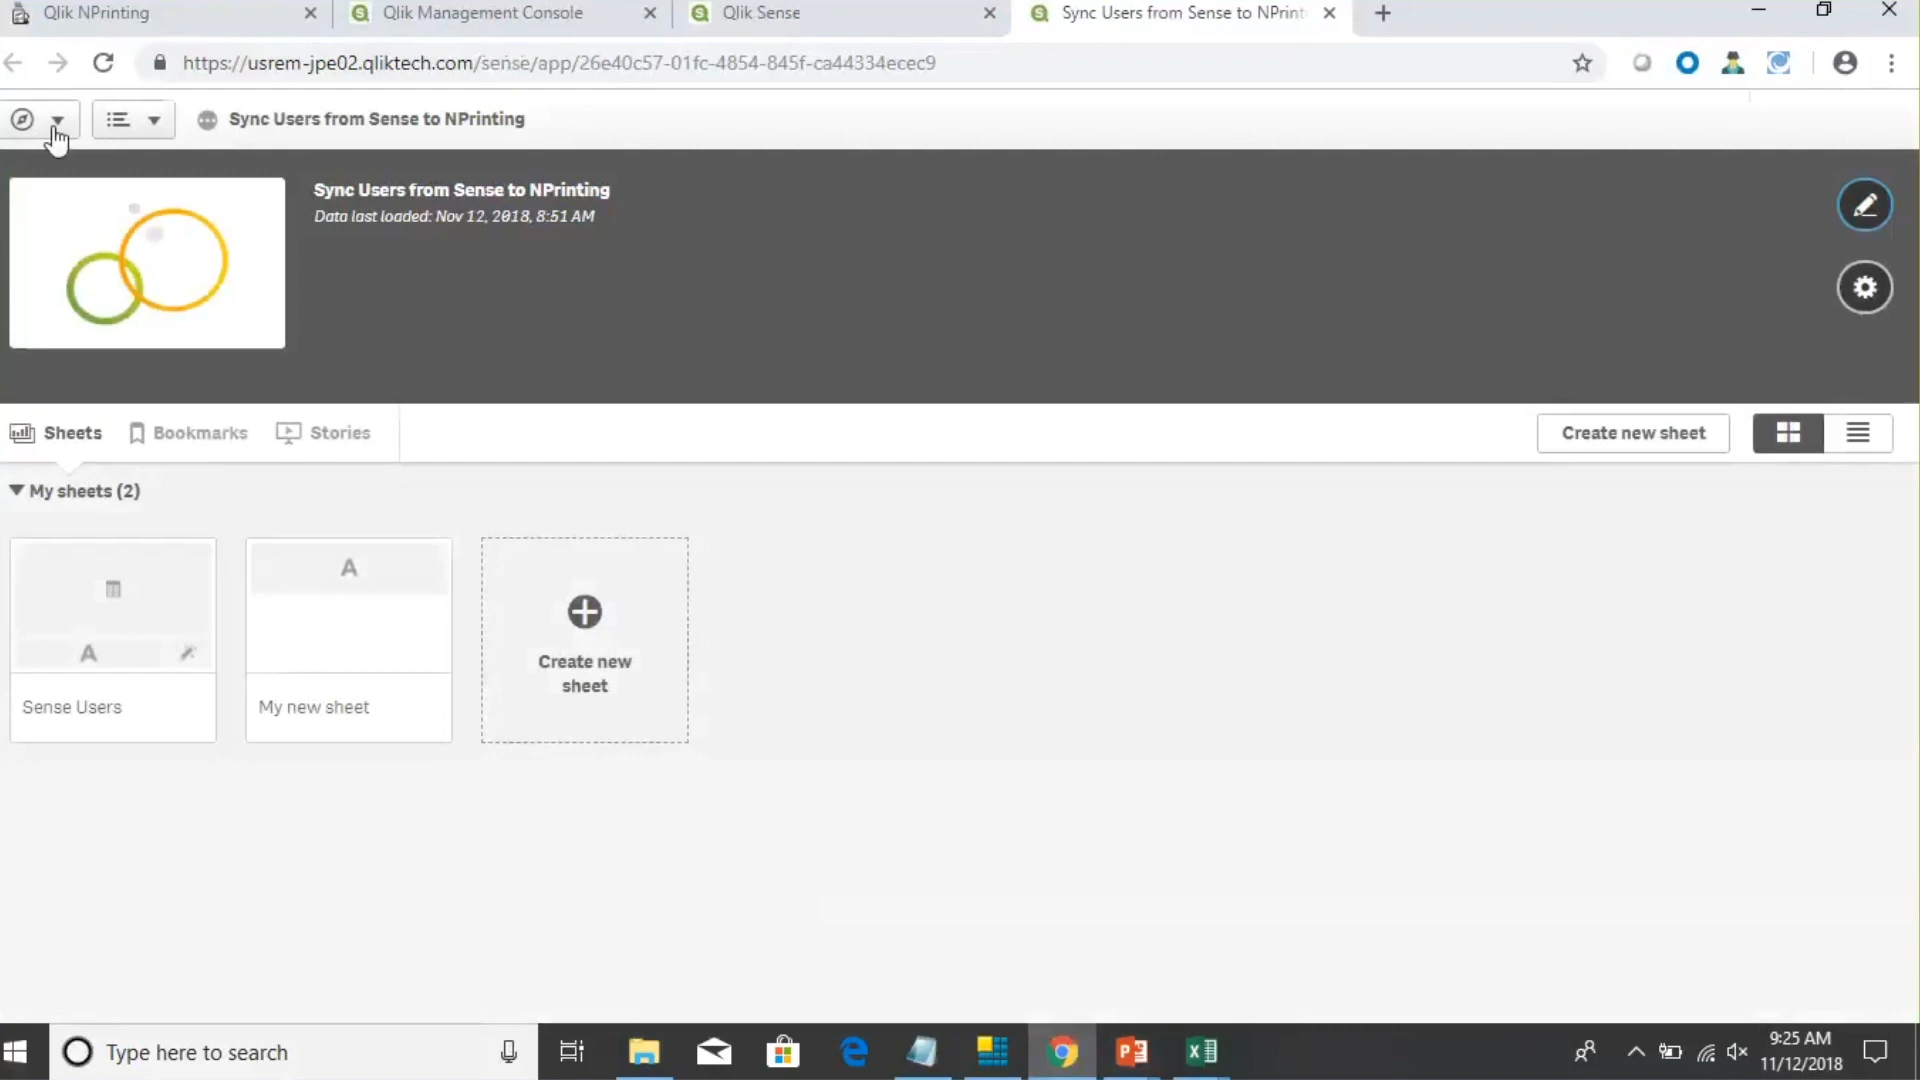 Qlik NPrinting
Qlik Management Console
Qlik Sense
Sync Users from Sense to NPrint
https://usrem-jpe02.qliktech.com/sense/app/26e40c57-01fc-4854-845f-ca44334ecec9
Sync Users from Sense to NPrinting
Sync Users from Sense to NPrinting
Data last loaded: Nov 12, 2018, 8:51 AM
Sheets
Bookmarks
Stories
Create new sheet
My sheets (2)
A
A
Create new
sheet
Sense Users
My new sheet
Type here to search
9:25 AM
11/12/2018